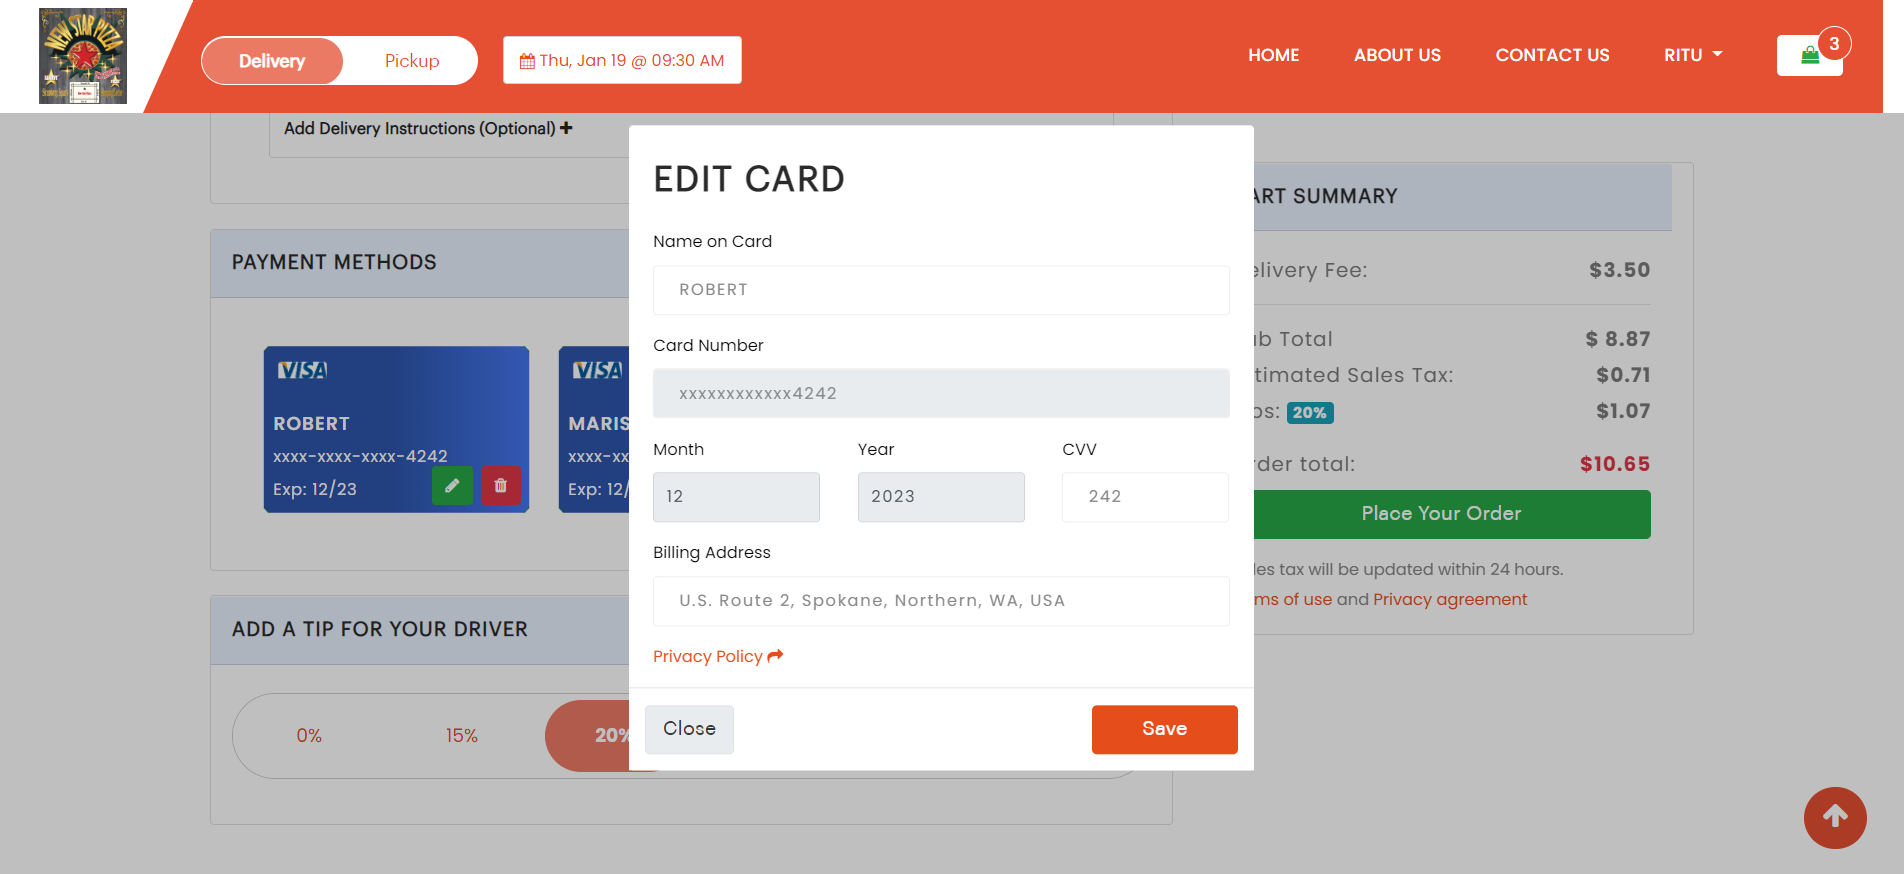 NEW STAR PIZZA
Delivery
Pickup
Thu, Jan 19 @ 09:30 AM
HOME
ABOUT US
CONTACT US
RITU
3
Add Delivery Instructions (Optional)
PAYMENT METHODS
VISA
ROBERT
xxxx-xxxx-xxxx-4242
Exp: 12/23
VISA
MARIS
xxxx-xx
Exp: 12/
ADD A TIP FOR YOUR DRIVER
0%
15%
20%
EDIT CARD
Name on Card
ROBERT
Card Number
xxxxxxxxxxxx4242
Month
Year
CVV
12
2023
242
Billing Address
U.S. Route 2, Spokane, Northern, WA, USA
Privacy Policy
Close
Save
ART SUMMARY
elivery Fee:
$3.50
ub Total
$ 8.87
timated Sales Tax:
$0.71
ps: 20%
$1.07
rder total:
$10.65
Place Your Order
les tax will be updated within 24 hours.
ms of use and Privacy agreement